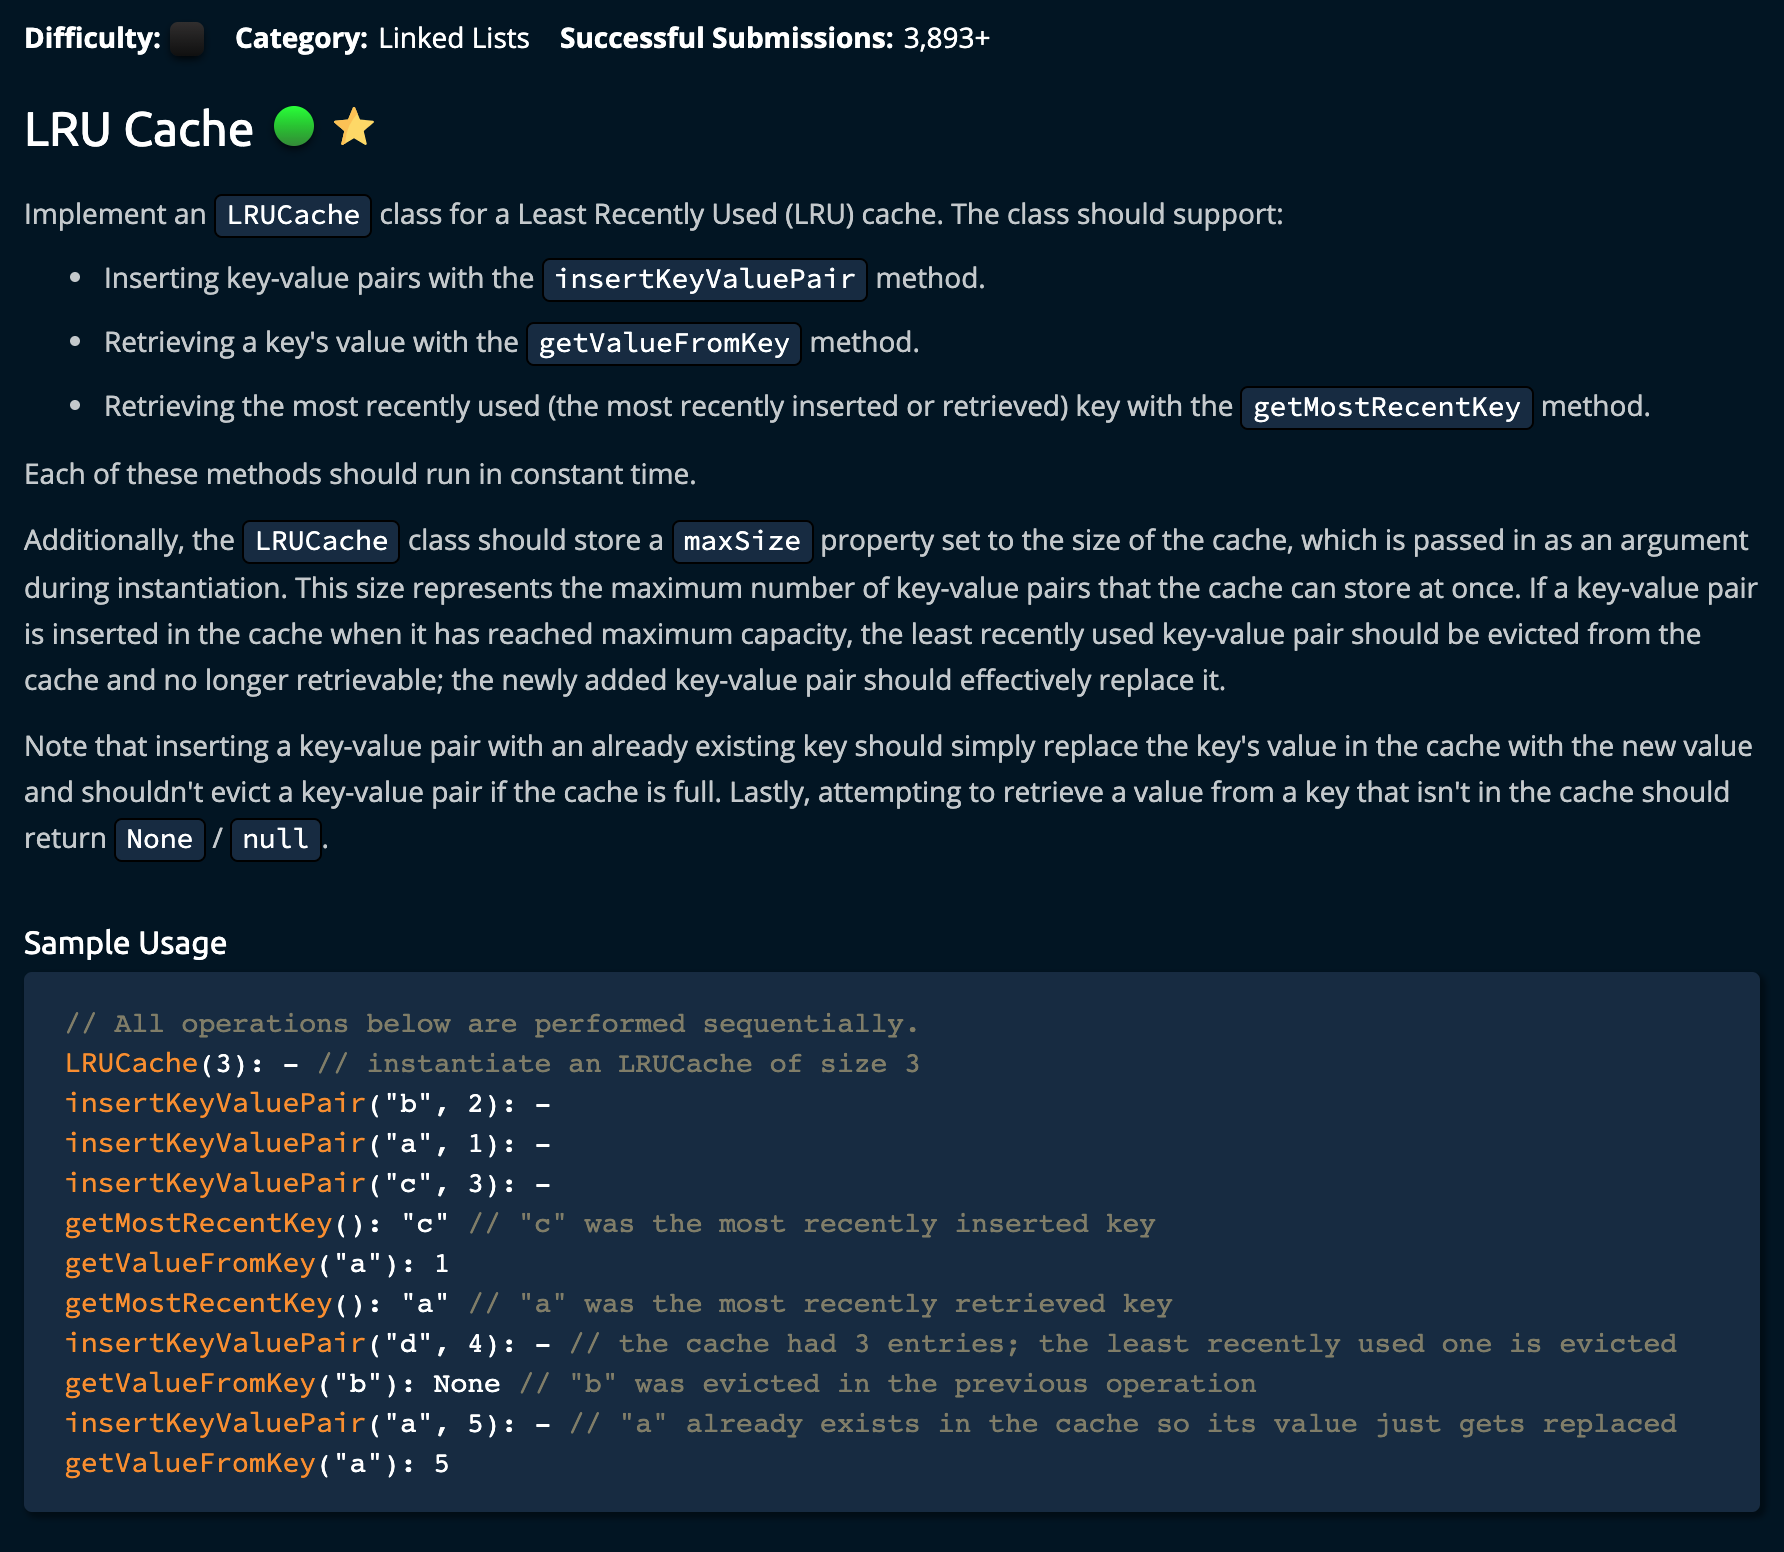 Difficulty: Category: Linked Lists Successful Submissions: 3,893+
LRU Cache
Implement an LRUCache class for a Least Recently Used (LRU) cache. The class should support:
• Inserting key-value pairs with the insertKeyValuePair method.
• Retrieving a key's value with the getValueFromKey method.
• Retrieving the most recently used (the most recently inserted or retrieved) key with the getMostRecentKey method.
Each of these methods should run in constant time.
Additionally, the LRUCache class should store a maxSize property set to the size of the cache, which is passed in as an argument
during instantiation. This size represents the maximum number of key-value pairs that the cache can store at once. If a key-value pair
is inserted in the cache when it has reached maximum capacity, the least recently used key-value pair should be evicted from the
cache and no longer retrievable; the newly added key-value pair should effectively replace it.
Note that inserting a key-value pair with an already existing key should simply replace the key's value in the cache with the new value
and shouldn't evict a key-value pair if the cache is full. Lastly, attempting to retrieve a value from a key that isn't in the cache should
return None / null.
Sample Usage
// All operations below are performed sequentially.
LRUCache(3): - // instantiate an LRUCache of size 3
insertKeyValuePair("b", 2): -
insertKeyValuePair("a", 1): -
insertKeyValuePair("c", 3): -
getMostRecentKey(): "c" // "c" was the most recently inserted key
getValueFromKey("a"): 1
getMostRecentKey(): "a" // "a" was the most recently retrieved key
insertKeyValuePair("d", 4): - // the cache had 3 entries; the least recently used one is evicted
getValueFromKey("b"): None // "b" was evicted in the previous operation
insertKeyValuePair("a", 5): - // "a" already exists in the cache so its value just gets replaced
getValueFromKey("a"): 5